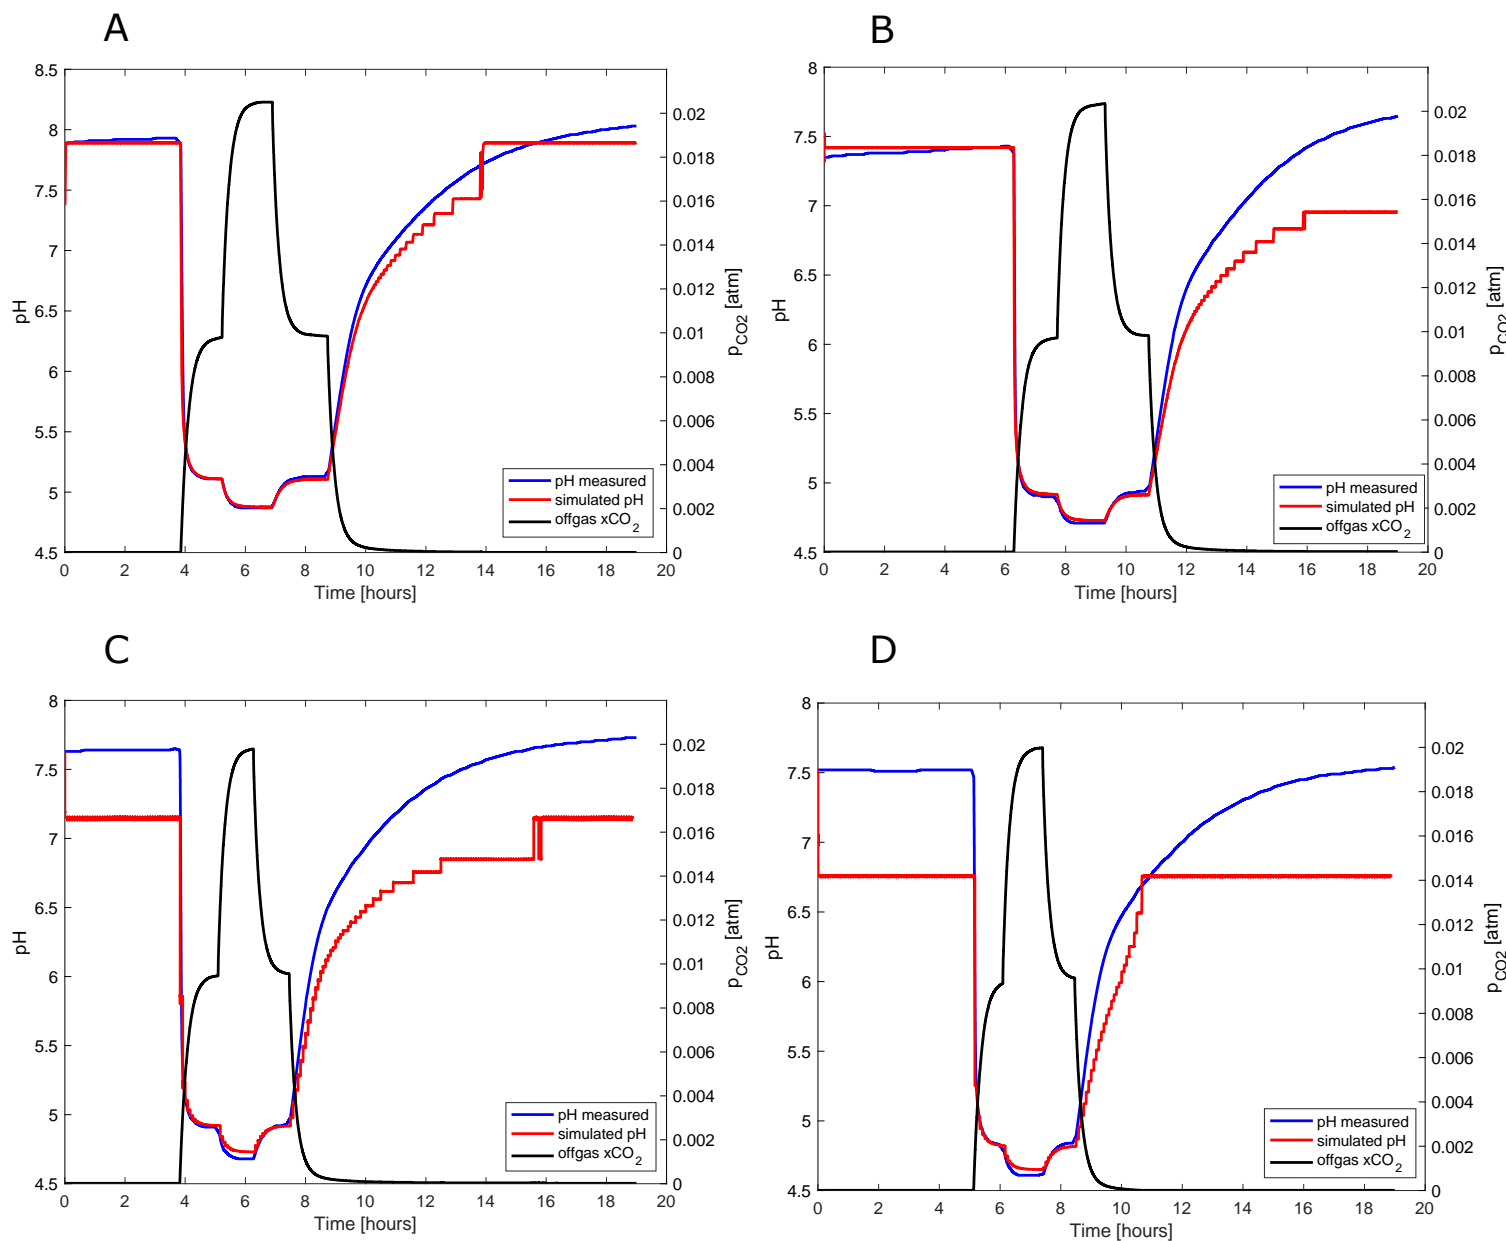 A
8.5
8
7.5
7
6.5
6
5.5
5
4.5
pH
0 2 4 6 8 10 12 14 16 18 20
Time [hours]
0.02
0.018
0.016
0.014
0.012
0.01
0.008
0.006
0.004
0.002
0
pCO2 [atm]
pH measured
simulated pH
offgas xCO2
B
8
7.5
7
6.5
6
5.5
5
4.5
pH
0 2 4 6 8 10 12 14 16 18 20
Time [hours]
0.02
0.018
0.016
0.014
0.012
0.01
0.008
0.006
0.004
0.002
0
pCO2 [atm]
pH measured
simulated pH
offgas xCO2
C
8
7.5
7
6.5
6
5.5
5
4.5
pH
0 2 4 6 8 10 12 14 16 18 20
Time [hours]
0.02
0.018
0.016
0.014
0.012
0.01
0.008
0.006
0.004
0.002
0
pCO2 [atm]
pH measured
simulated pH
offgas xCO2
D
8
7.5
7
6.5
6
5.5
5
4.5
pH
0 2 4 6 8 10 12 14 16 18 20
Time [hours]
0.02
0.018
0.016
0.014
0.012
0.01
0.008
0.006
0.004
0.002
0
pCO2 [atm]
pH measured
simulated pH
offgas xCO2